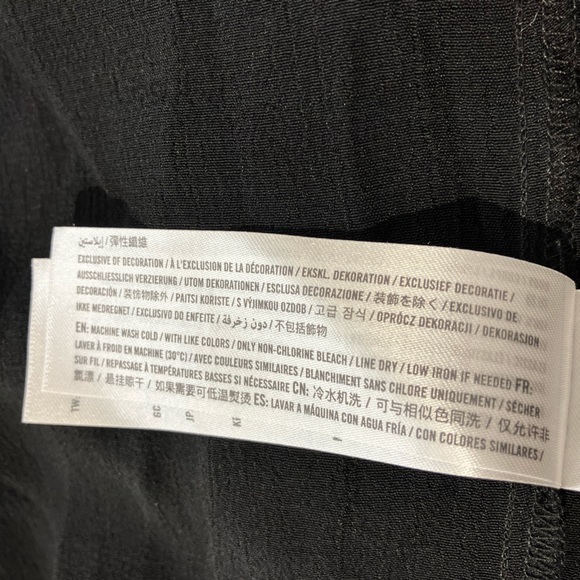 إيلاستين / 彈性纖維
EXCLUSIVE OF DECORATION / À L'EXCLUSION DE LA DÉCORATION / EKSKL. DEKORATION / EXCLUSIEF DECORATIE /
AUSSCHLIESSLICH VERZIERUNG / UTOM DEKORATIONEN / ESCLUSA DECORAZIONE / 装飾を除く / EXCLUSIVO DE
DECORACIÓN / 装饰物除外 / PAITSI KORISTE / S VÝJIMKOU OZDOB / 고급 장식 / OPRÓCZ DEKORACJI / DEKORASJON
IKKE MEDREGNET / EXCLUSIVO DO ENFEITE / دون زخرفة / 不包括飾物
EN: MACHINE WASH COLD / WITH LIKE COLORS / ONLY NON-CHLORINE BLEACH / LINE DRY / LOW IRON IF NEEDED FR:
LAVER À FROID EN MACHINE (30°C) / AVEC COULEURS SIMILAIRES / BLANCHIMENT SANS CHLORE UNIQUEMENT / SÉCHER
SUR FIL / REPASSAGE À TEMPÉRATURES BASSES SI NÉCESSAIRE CN: 冷水机洗 / 可与相似色同洗 / 仅允许非
氯漂 / 悬挂晾干 / 如果需要可低温熨烫 ES: LAVAR A MÁQUINA CON AGUA FRÍA / CON COLORES SIMILARES /
TW
GC
JP